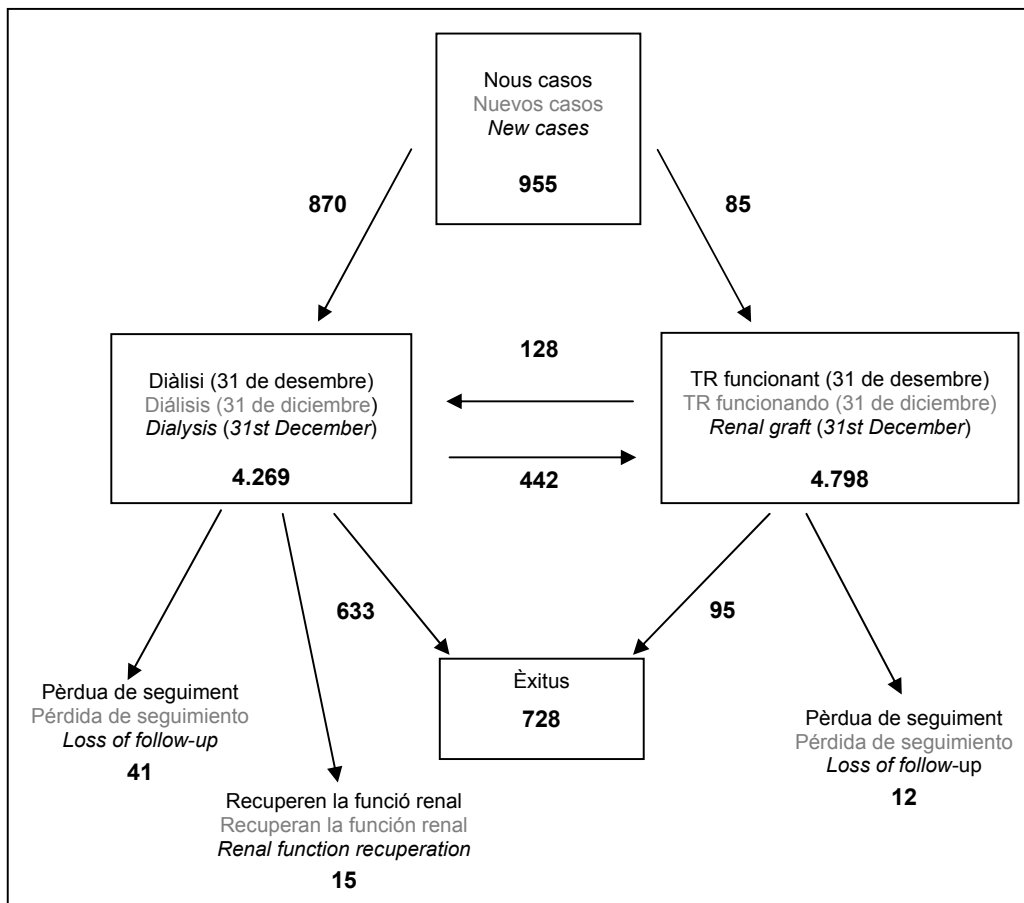 Nous casos
Nuevos casos
New cases
955
870
85
Diàlisi (31 de desembre)
Diálisis (31 de diciembre)
Dialysis (31st December)
4.269
128
442
TR funcionant (31 de desembre)
TR funcionando (31 de diciembre)
Renal graft (31st December)
4.798
633
95
Èxitus
728
Pèrdua de seguiment
Pérdida de seguimiento
Loss of follow-up
41
Recuperen la funció renal
Recuperan la función renal
Renal function recuperation
15
Pèrdua de seguiment
Pérdida de seguimiento
Loss of follow-up
12